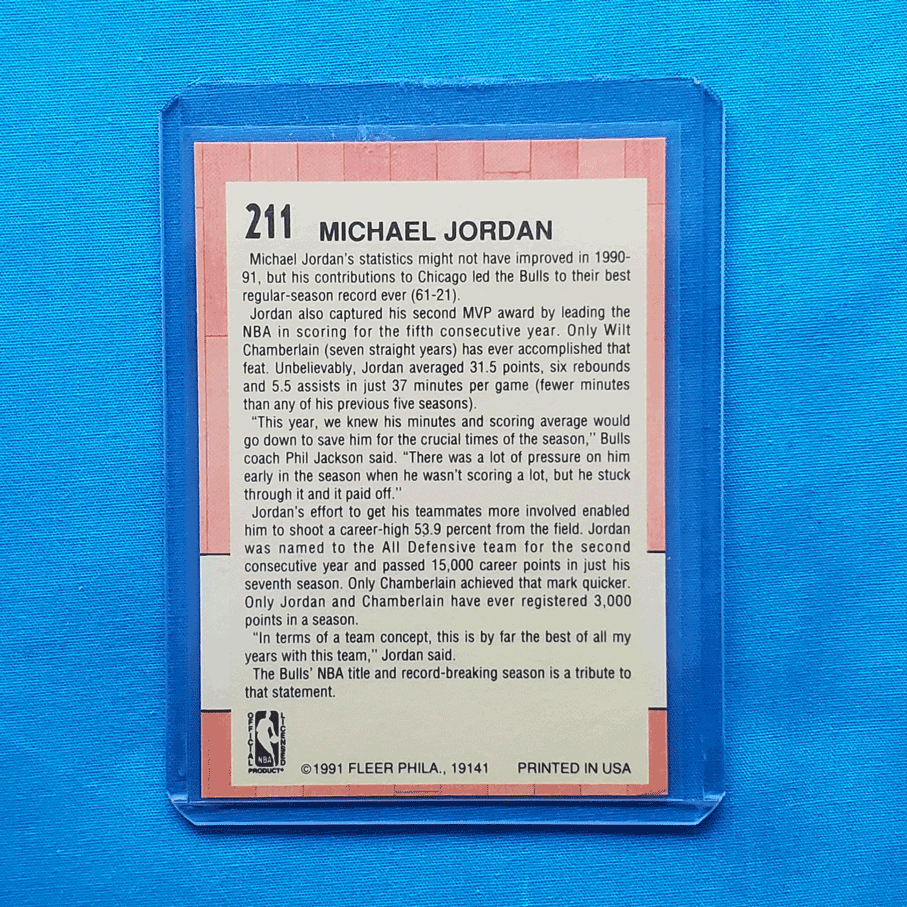 211 MICHAEL JORDAN
Michael Jordan's statistics might not have improved in 1990-
91, but his contributions to Chicago led the Bulls to their best
regular-season record ever (61-21).
Jordan also captured his second MVP award by leading the
NBA in scoring for the fifth consecutive year. Only Wilt
Chamberlain (seven straight years) has ever accomplished that
feat. Unbelievably, Jordan averaged 31.5 points, six rebounds
and 5.5 assists in just 37 minutes per game (fewer minutes
than any of his previous five seasons).
"This year, we knew his minutes and scoring average would
go down to save him for the crucial times of the season," Bulls
coach Phil Jackson said. "There was a lot of pressure on him
early in the season when he wasn't scoring a lot, but he stuck
through it and it paid off."
Jordan's effort to get his teammates more involved enabled
him to shoot a career-high 53.9 percent from the field. Jordan
was named to the All Defensive team for the second
consecutive year and passed 15,000 career points in just his
seventh season. Only Chamberlain achieved that mark quicker.
Only Jordan and Chamberlain have ever registered 3,000
points in a season.
"In terms of a team concept, this is by far the best of all my
years with this team," Jordan said.
The Bulls' NBA title and record-breaking season is a tribute to
that statement.
OFFICIAL
LICENSED
NBA
PRODUCT
©1991 FLEER PHILA., 19141 PRINTED IN USA